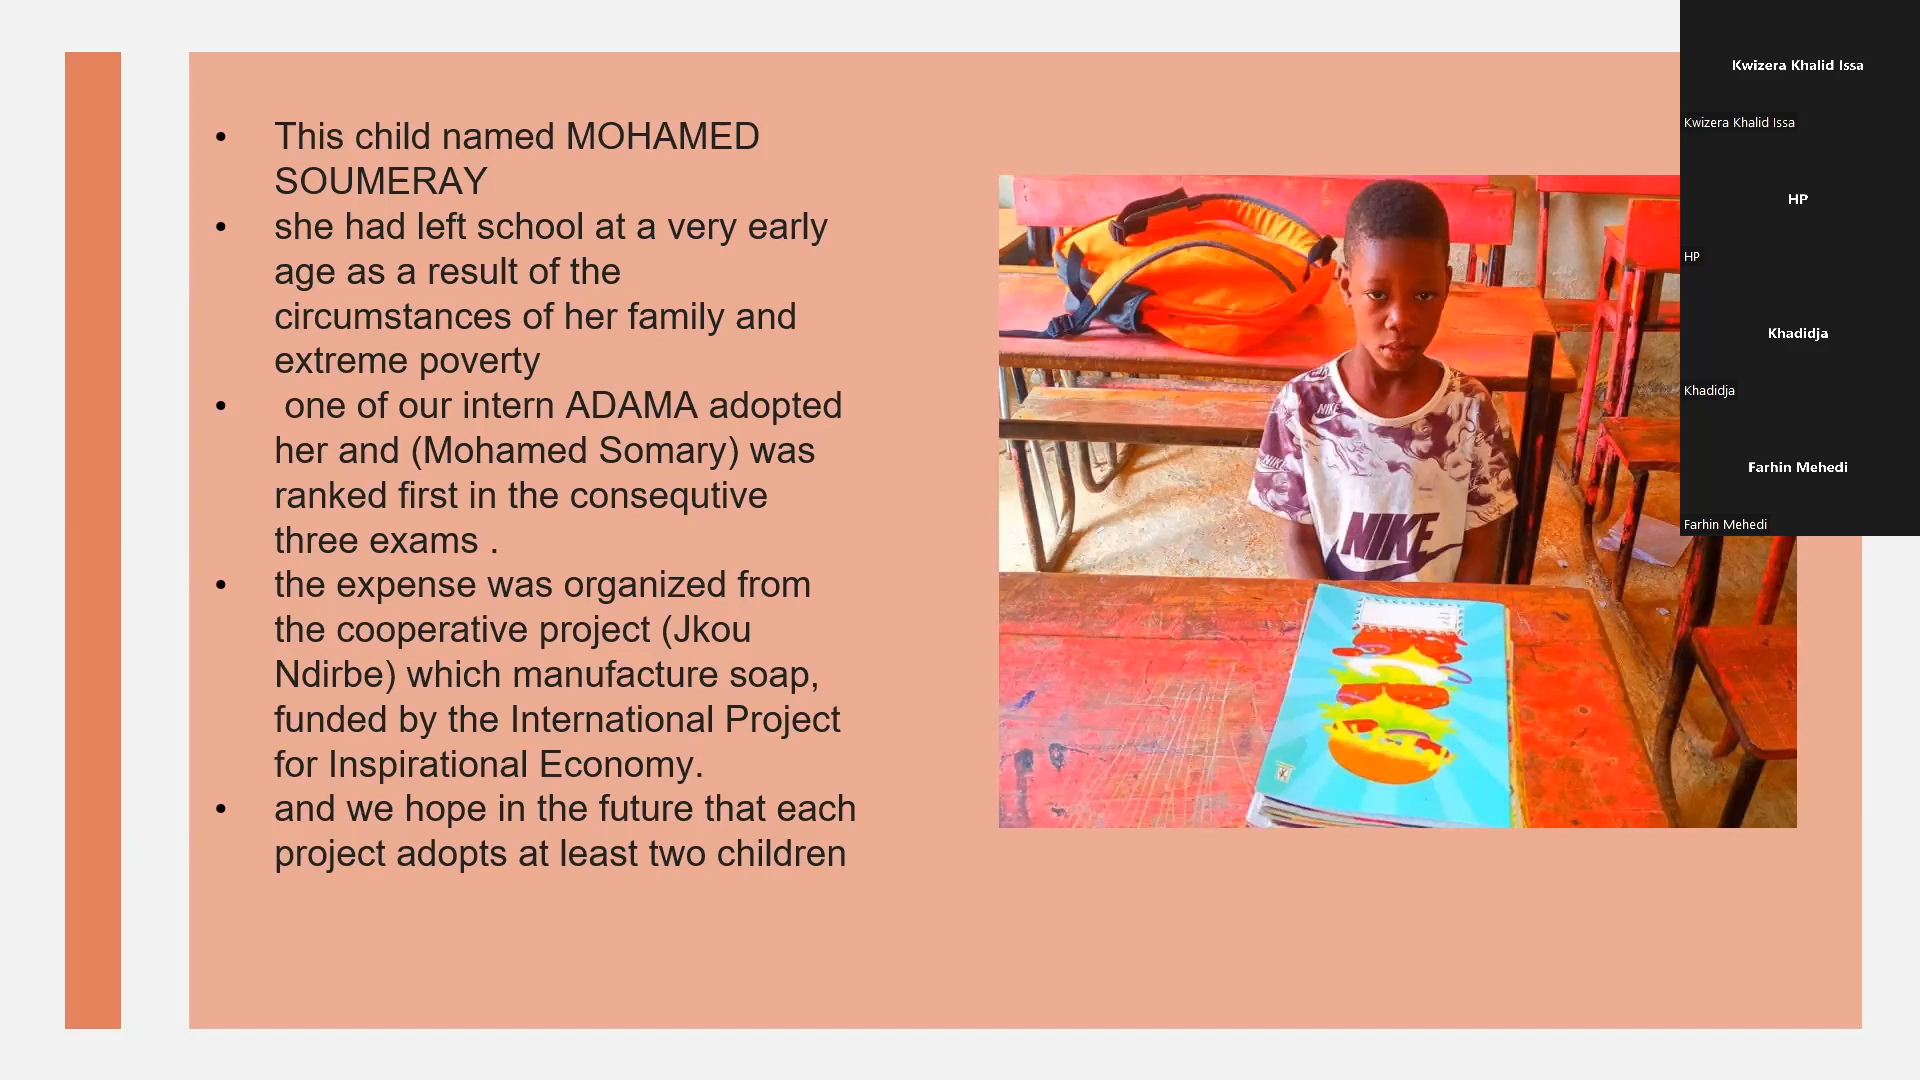 • This child named MOHAMED
SOUMERAY
• she had left school at a very early
age as a result of the
circumstances of her family and
extreme poverty
• one of our intern ADAMA adopted
her and (Mohamed Somary) was
ranked first in the consequtive
three exams .
• the expense was organized from
the cooperative project (Jkou
Ndirbe) which manufacture soap,
funded by the International Project
for Inspirational Economy.
• and we hope in the future that each
project adopts at least two children
NIKE
NIKE
NIKE
Kwizera Khalid Issa
Kwizera Khalid Issa
HP
HP
Khadidja
Khadidja
Farhin Mehedi
Farhin Mehedi